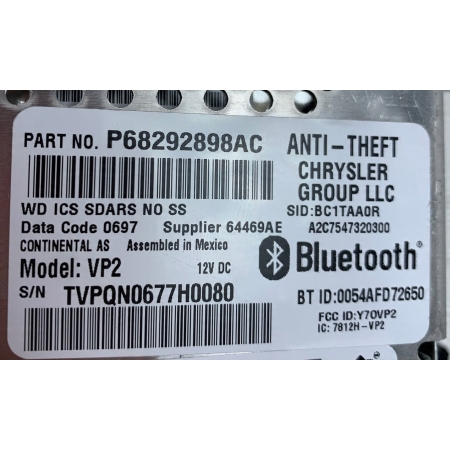 PART NO. P68292898AC
ANTI-THEFT
CHRYSLER
GROUP LLC
WD ICS SDARS NO SS
SID:BC1TAA0R
Data Code 0697 Supplier 64469AE
A2C7547320300
CONTINENTAL AS Assembled in Mexico
Bluetooth®
Model: VP2 12V DC
S/N TVPQN0677H0080
BT ID:0054AFD72650
FCC ID:Y7OVP2
IC: 7812H-VP2